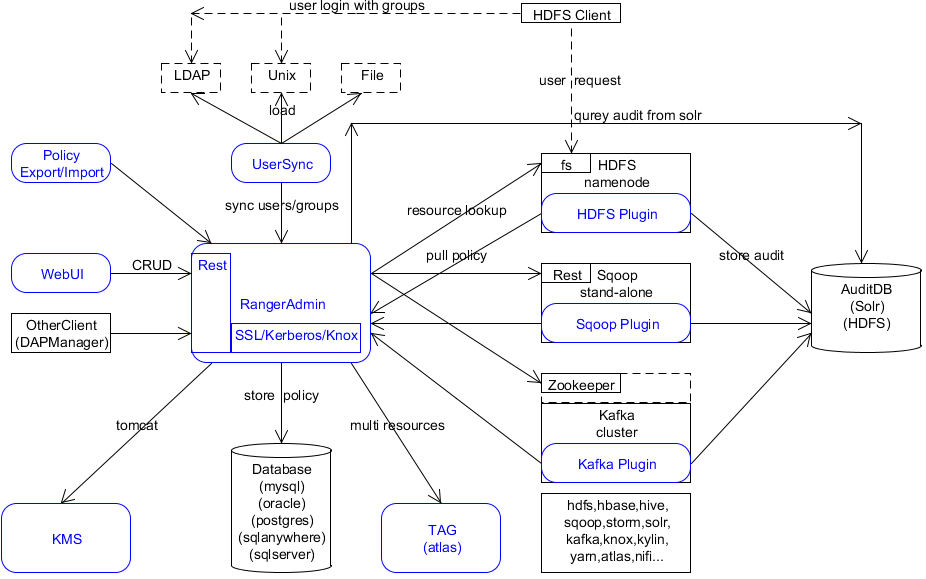 user login with groups
HDFS Client
LDAP
Unix
File
user request
load
qurey audit from solr
Policy
Export/Import
UserSync
fs
HDFS
namenode
sync users/groups
resource lookup
HDFS Plugin
pull policy
store audit
WebUI
CRUD
Rest
RangerAdmin
SSL/Kerberos/Knox
Rest
Sqoop
stand-alone
Sqoop Plugin
AuditDB
(Solr)
(HDFS)
OtherClient
(DAPManager)
Zookeeper
Kafka
cluster
Kafka Plugin
tomcat
store policy
multi resources
Database
(mysql)
(oracle)
(postgres)
(sqlanywhere)
(sqlserver)
KMS
TAG
(atlas)
hdfs,hbase,hive,
sqoop,storm,solr,
kafka,knox,kylin,
yarn,atlas,nifi...